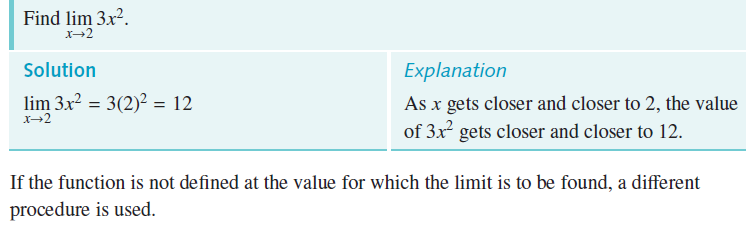 Find lim 3x².
x→2
Solution
Explanation
lim 3x² = 3(2)² = 12
x→2
As x gets closer and closer to 2, the value
of 3x² gets closer and closer to 12.
If the function is not defined at the value for which the limit is to be found, a different
procedure is used.